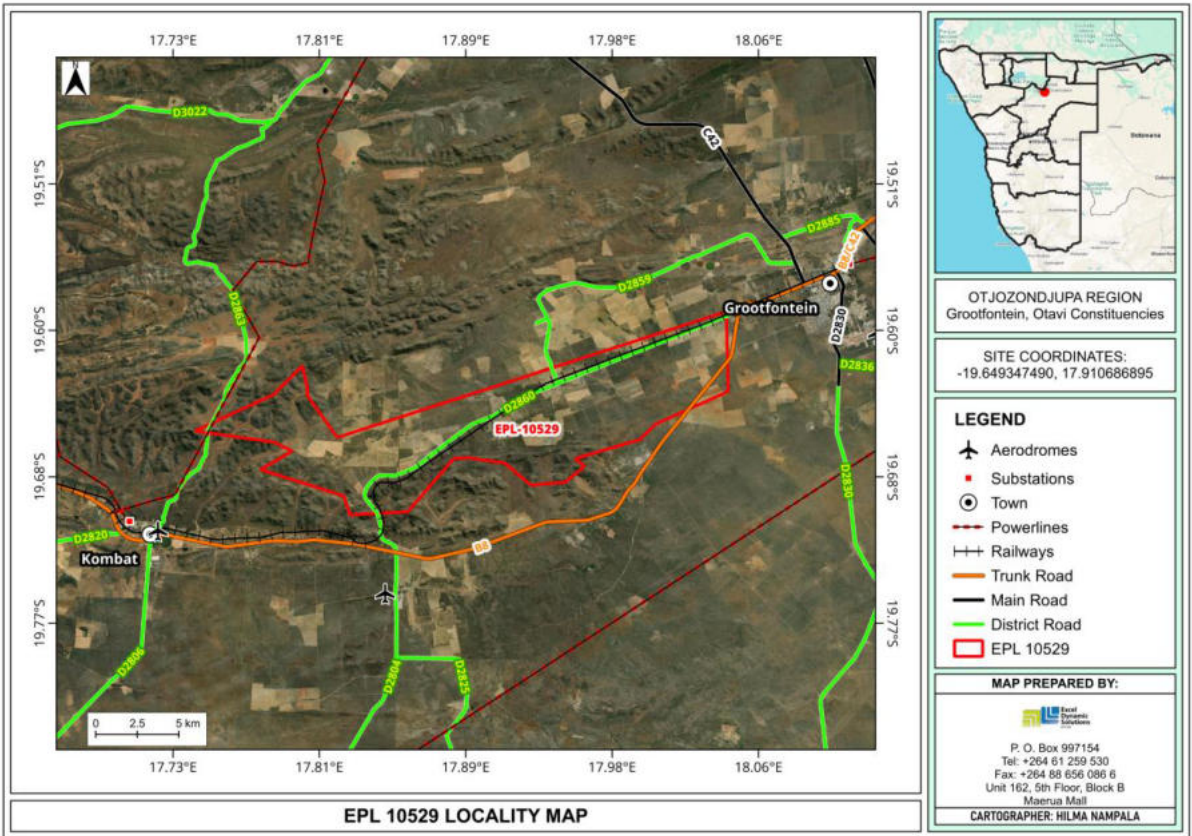 17.73°E
17.81°E
17.89°E
17.98°E
18.06°E
N
D3022
C42
19.51°S
19.51°S
D2885
B8/C42
D2859
D2863
Grootfontein
19.60°S
19.60°S
D2830
D2836
D2860
EPL-10529
19.68°S
19.68°S
D2830
D2820
Kombat
B8
19.77°S
19.77°S
D2806
D2804
D2825
0 2.5 5 km
17.73°E
17.81°E
17.89°E
17.98°E
18.06°E
EPL 10529 LOCALITY MAP
Botswana
OTJOZONDJUPA REGION
Grootfontein, Otavi Constituencies
SITE COORDINATES:
-19.649347490, 17.910686895
LEGEND
Aerodromes
Substations
Town
Powerlines
Railways
Trunk Road
Main Road
District Road
EPL 10529
MAP PREPARED BY:
Excel
Dynamic
Solutions
P. O. Box 997154
Tel: +264 61 259 530
Fax: +264 88 656 086 6
Unit 162, 5th Floor, Block B
Maerua Mall
CARTOGRAPHER: HILMA NAMPALA